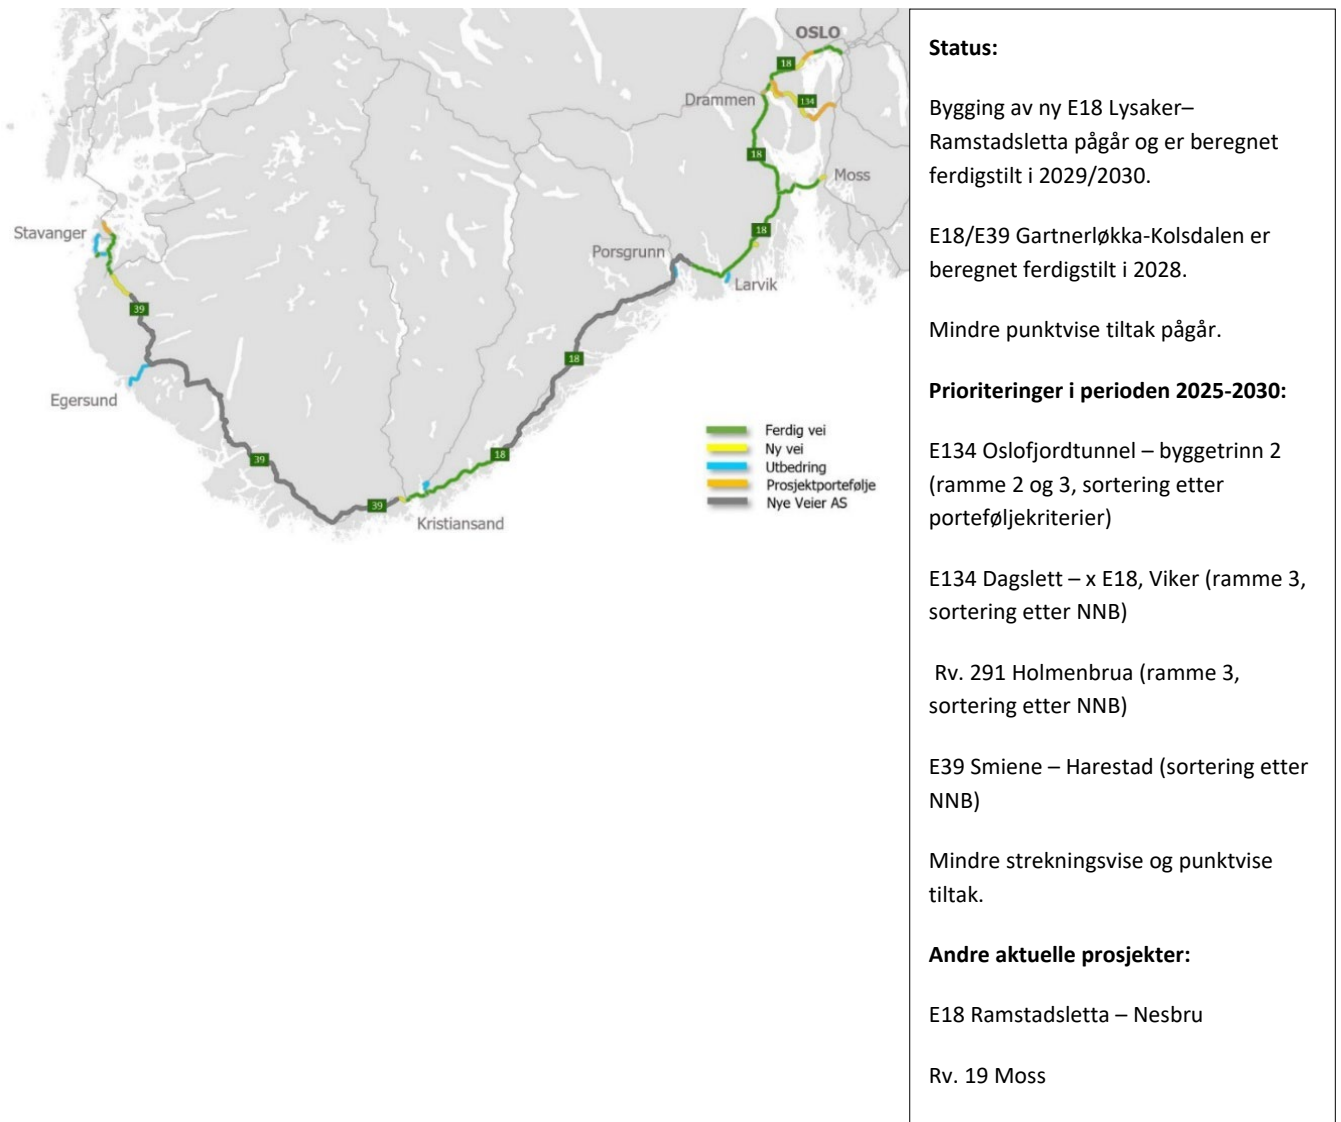 OSLO
18
Drammen
134
18
Moss
Stavanger
18
Porsgrunn
Larvik
39
18
Egersund
Ferdig vei
Ny vei
Utbedring
Prosjektportefølje
Nye Veier AS
39
18
39
Kristiansand
Status:
Bygging av ny E18 Lysaker–
Ramstadsletta pågår og er beregnet
ferdigstilt i 2029/2030.
E18/E39 Gartnerløkka-Kolsdalen er
beregnet ferdigstilt i 2028.
Mindre punktvise tiltak pågår.
Prioriteringer i perioden 2025-2030:
E134 Oslofjordtunnel – byggetrinn 2
(ramme 2 og 3, sortering etter
porteføljekriterier)
E134 Dagslett – x E18, Viker (ramme 3,
sortering etter NNB)
Rv. 291 Holmenbrua (ramme 3,
sortering etter NNB)
E39 Smiene – Harestad (sortering etter
NNB)
Mindre strekningsvise og punktvise
tiltak.
Andre aktuelle prosjekter:
E18 Ramstadsletta – Nesbru
Rv. 19 Moss